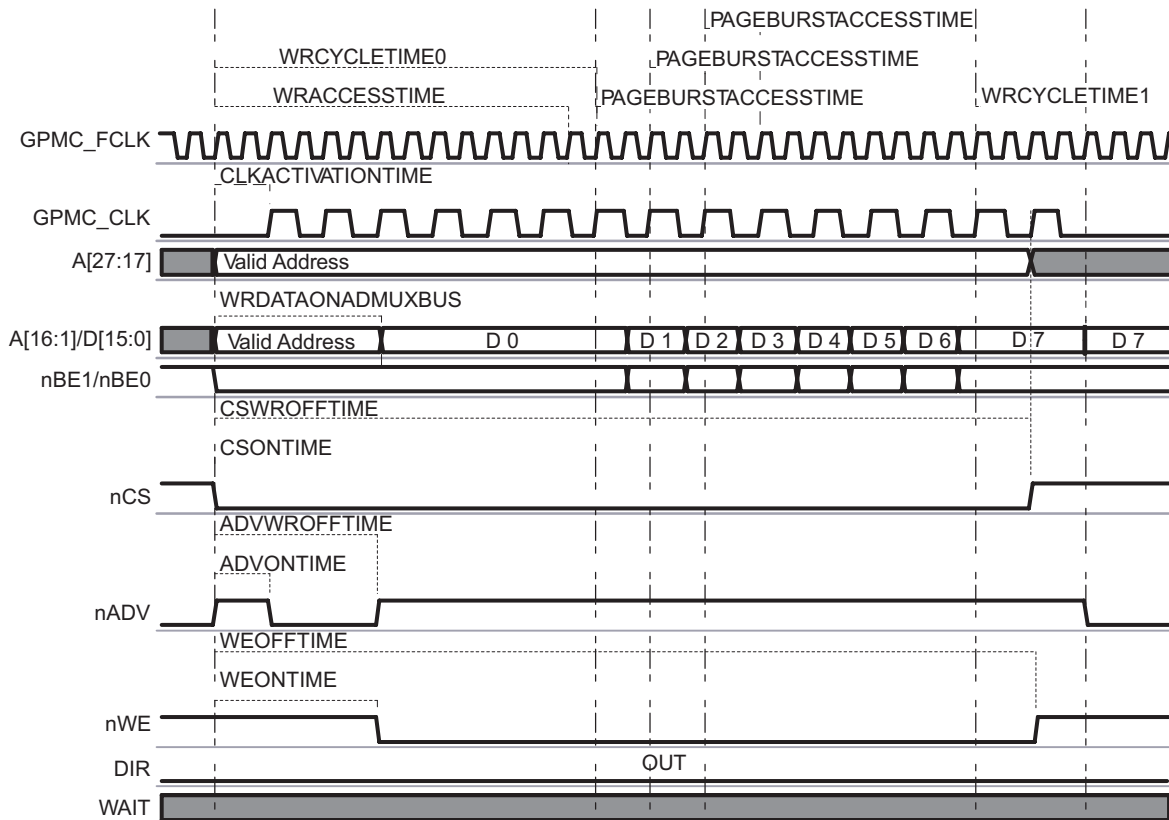 PAGEBURSTACCESSTIME
WRCYCLETIME0
PAGEBURSTACCESSTIME
WRACCESSTIME
PAGEBURSTACCESSTIME
WRCYCLETIME1
GPMC_FCLK
CLKACTIVATIONTIME
GPMC_CLK
A[27:17]
Valid Address
WRDATAONADMUXBUS
A[16:1]/D[15:0]
Valid Address
D 0
D 1
D 2
D 3
D 4
D 5
D 6
D 7
D 7
nBE1/nBE0
CSWROFFTIME
CSONTIME
nCS
ADVWROFFTIME
ADVONTIME
nADV
WEOFFTIME
WEONTIME
nWE
DIR
OUT
WAIT